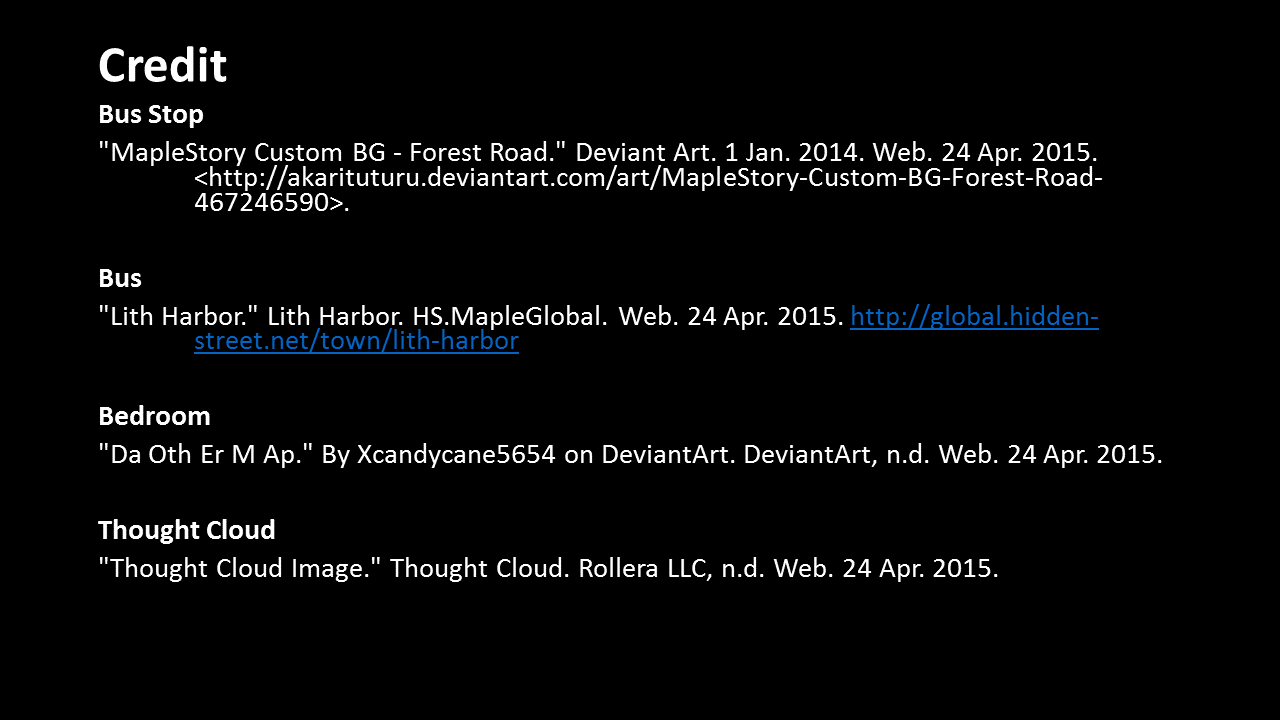 Credit
Bus Stop
"MapleStory Custom BG - Forest Road." Deviant Art. 1 Jan. 2014. Web. 24 Apr. 2015.
<http://akarituturu.deviantart.com/art/MapleStory-Custom-BG-Forest-Road-
467246590>.
Bus
"Lith Harbor." Lith Harbor. HS.MapleGlobal. Web. 24 Apr. 2015. http://global.hidden-
street.net/town/lith-harbor
Bedroom
"Da Oth Er M Ap." By Xcandycane5654 on DeviantArt. DeviantArt, n.d. Web. 24 Apr. 2015.
Thought Cloud
"Thought Cloud Image." Thought Cloud. Rollera LLC, n.d. Web. 24 Apr. 2015.